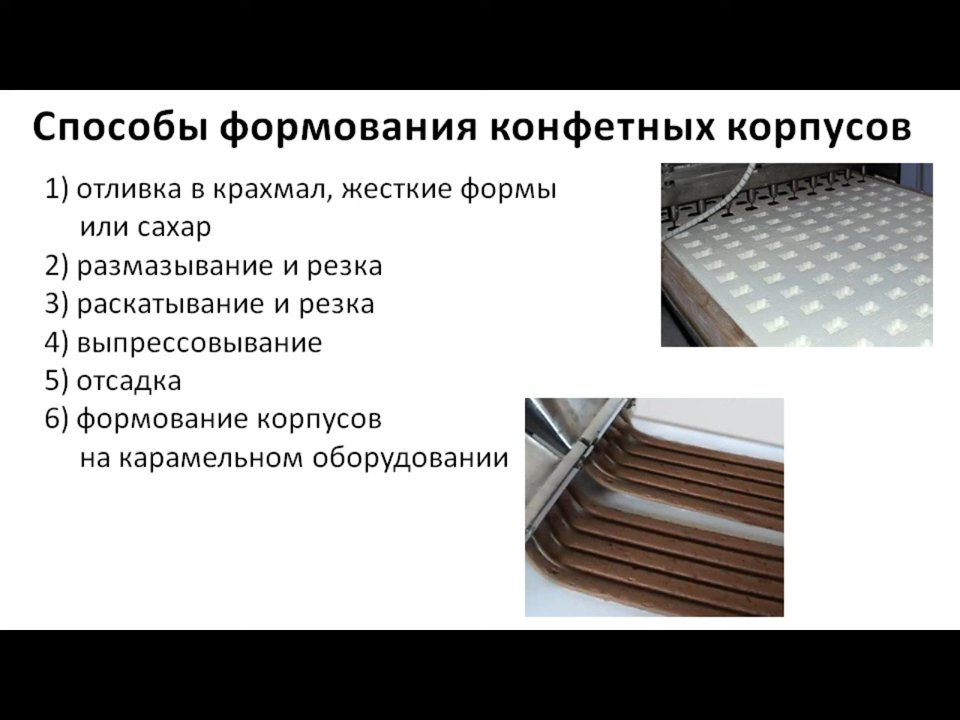 Способы формования конфетных корпусов
1) отливка в крахмал, жесткие формы
или сахар
2) размазывание и резка
3) раскатывание и резка
4) выпрессовывание
5) отсадка
6) формование корпусов
на карамельном оборудовании